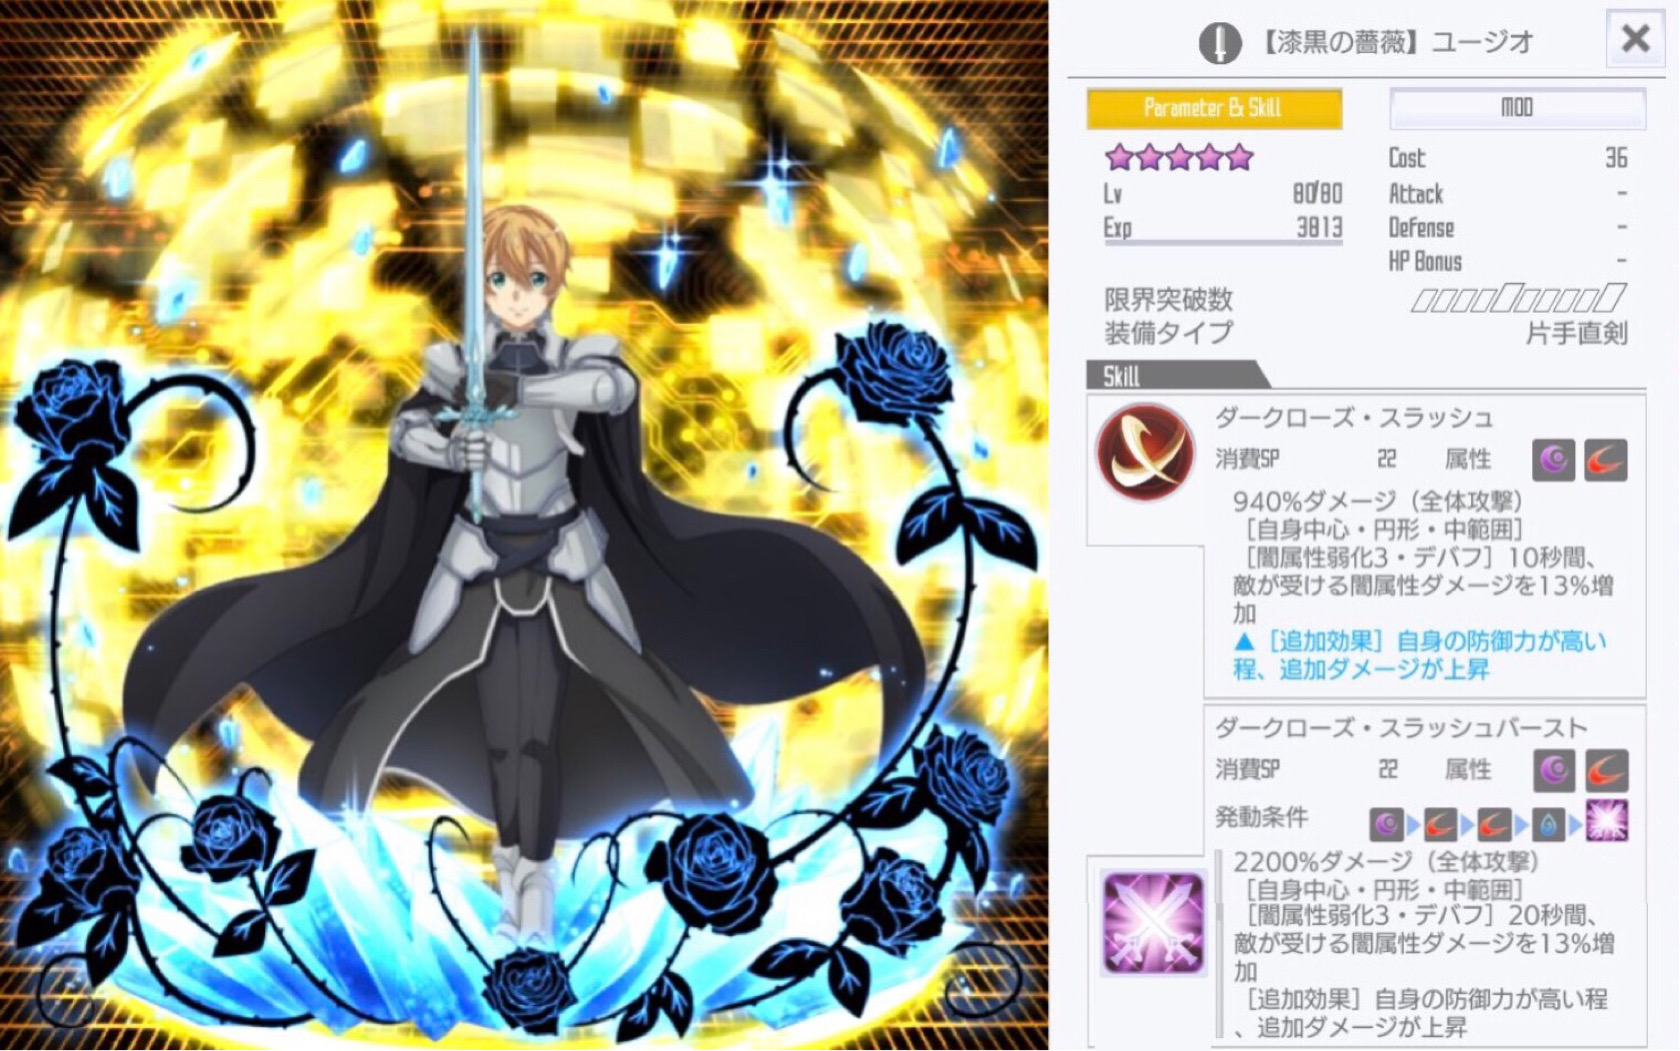 【漆黒の薔薇】ユージオ
Parameter & Skill
MOD
Lv 80/80
Exp 3813
Cost 36
Attack -
Defense -
HP Bonus -
限界突破数
装備タイプ 片手直剣
Skill
ダークローズ・スラッシュ
消費SP 22 属性
940%ダメージ（全体攻撃）
［自身中心・円形・中範囲］
［闇属性弱化3・デバフ］10秒間、
敵が受ける闇属性ダメージを13%増
加
▲［追加効果］自身の防御力が高い
程、追加ダメージが上昇
ダークローズ・スラッシュバースト
消費SP 22 属性
発動条件
2200%ダメージ（全体攻撃）
［自身中心・円形・中範囲］
［闇属性弱化3・デバフ］20秒間、
敵が受ける闇属性ダメージを13%増
加
［追加効果］自身の防御力が高い程
、追加ダメージが上昇